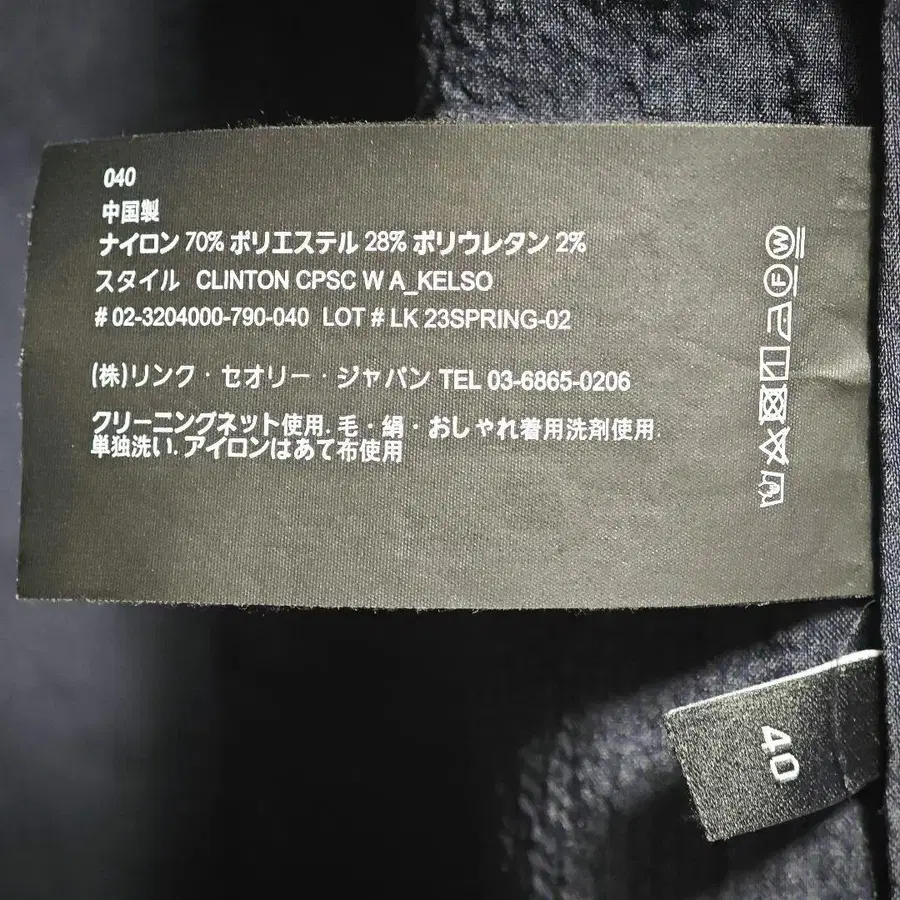 040
中国製
ナイロン 70% ポリエステル 28% ポリウレタン 2%
スタイル CLINTON CPSC W A_KELSO
# 02-3204000-790-040 LOT # LK 23SPRING-02
(株)リンク・セオリー・ジャパン TEL 03-6865-0206
クリーニングネット使用. 毛・絹・おしゃれ着用洗剤使用.
単独洗い. アイロンはあて布使用
W
F
40